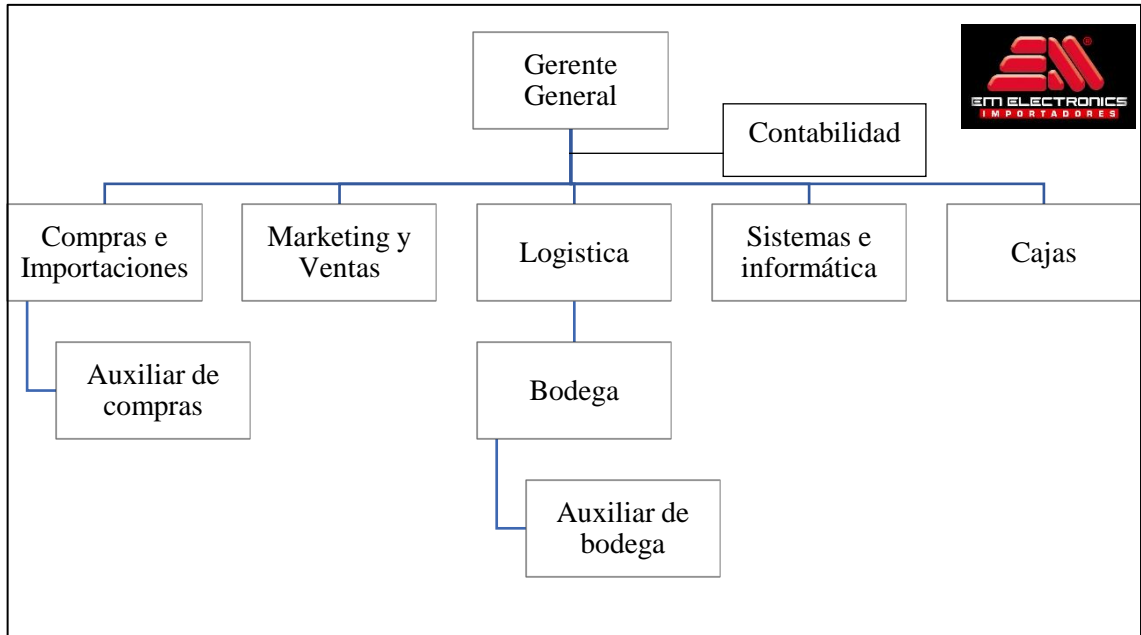 Gerente
General
EM ELECTRONICS
IMPORTADORES
Contabilidad
Compras e
Importaciones
Marketing y
Ventas
Logistica
Sistemas e
informática
Cajas
Auxiliar de
compras
Bodega
Auxiliar de
bodega